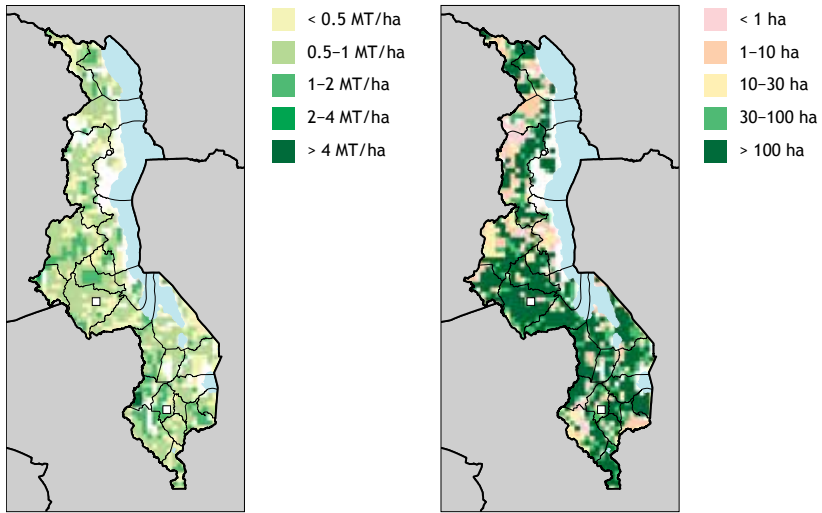 < 0.5 MT/ha
0.5–1 MT/ha
1–2 MT/ha
2–4 MT/ha
> 4 MT/ha
< 1 ha
1–10 ha
10–30 ha
30–100 ha
> 100 ha